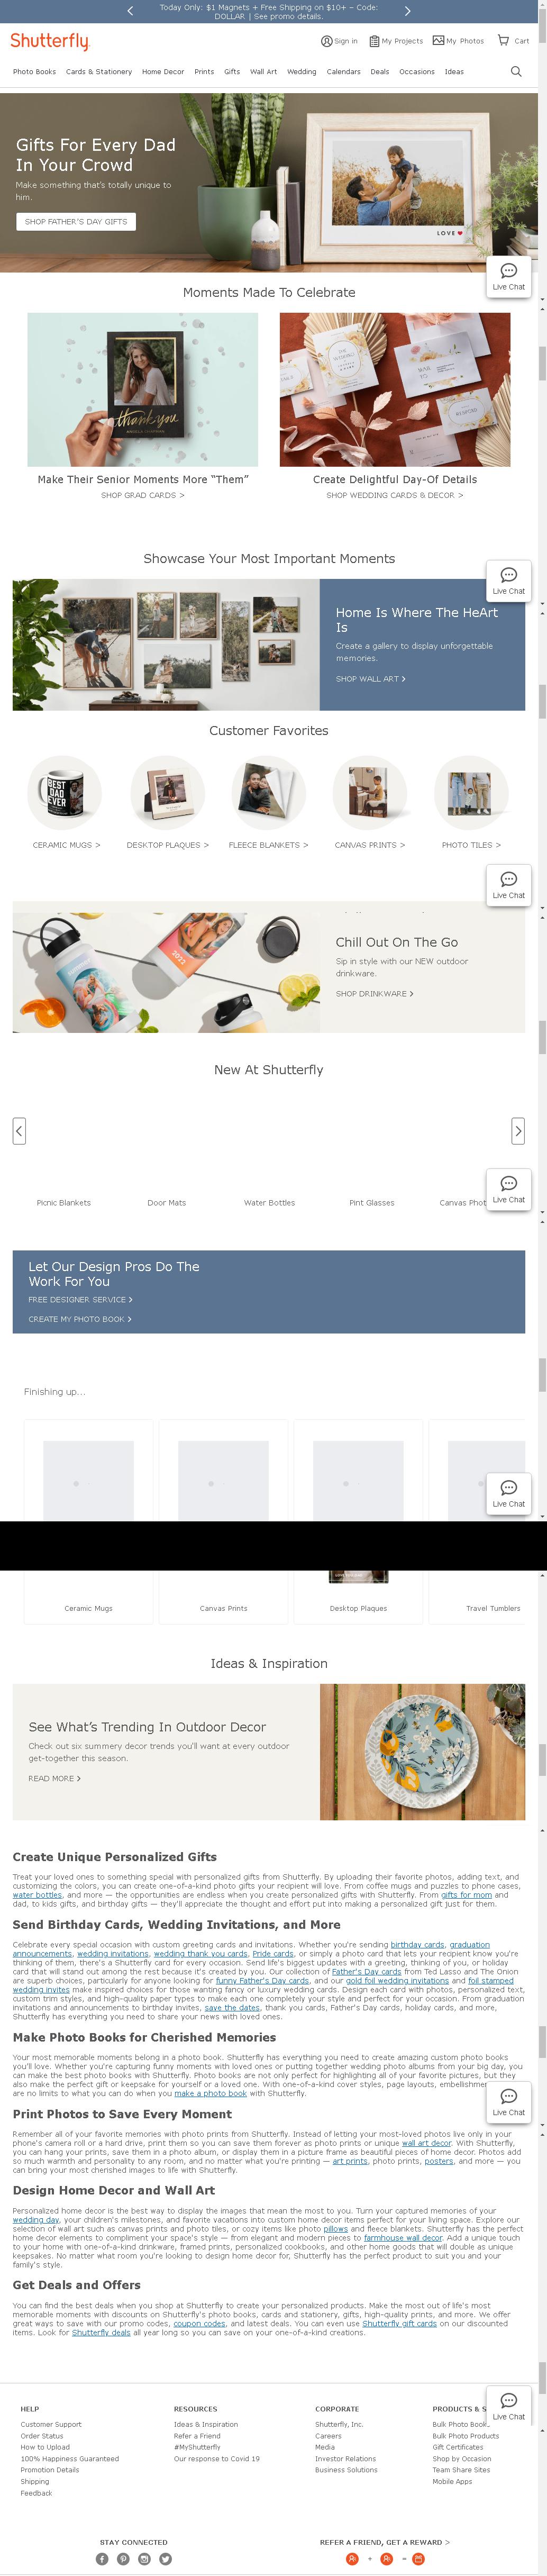 Today Only: $1 Magnets + Free Shipping on $10+ – Code:
DOLLAR | See promo details.
Shutterfly
Sign in
My Projects
My Photos
Cart
Photo Books
Cards & Stationery
Home Decor
Prints
Gifts
Wall Art
Wedding
Calendars
Deals
Occasions
Ideas
Gifts For Every Dad
In Your Crowd
Make something that's totally unique to
him.
SHOP FATHER'S DAY GIFTS
LOVE
Live Chat
Moments Made To Celebrate
thank you
Make Their Senior Moments More “Them”
SHOP GRAD CARDS >
Create Delightful Day-Of Details
SHOP WEDDING CARDS & DECOR >
Showcase Your Most Important Moments
Live Chat
Home Is Where The HeArt
Is
Create a gallery to display unforgettable
memories.
SHOP WALL ART >
Customer Favorites
BEST
DAD
EVER
CERAMIC MUGS >
DESKTOP PLAQUES >
FLEECE BLANKETS >
CANVAS PRINTS >
PHOTO TILES >
Live Chat
2022
Chill Out On The Go
Sip in style with our NEW outdoor
drinkware.
SHOP DRINKWARE >
New At Shutterfly
Live Chat
Picnic Blankets
Door Mats
Water Bottles
Pint Glasses
Canvas Phot
Let Our Design Pros Do The
Work For You
FREE DESIGNER SERVICE >
CREATE MY PHOTO BOOK >
Finishing up...
Live Chat
Ceramic Mugs
Canvas Prints
Desktop Plaques
Travel Tumblers
Ideas & Inspiration
See What’s Trending In Outdoor Decor
Check out six summery decor trends you'll want at every outdoor
get-together this season.
READ MORE >
Create Unique Personalized Gifts
Treat your loved ones to something special with personalized gifts from Shutterfly. By uploading their favorite photos, adding text, and
customizing the colors, you can create one-of-a-kind photo gifts your recipient will love. From coffee mugs and puzzles to phone cases,
water bottles, and more — the opportunities are endless when you create personalized gifts with Shutterfly. From gifts for mom and
dad, to kids gifts, and birthday gifts — they'll appreciate the thought and effort put into making a personalized gift just for them.
Send Birthday Cards, Wedding Invitations, and More
Celebrate every special occasion with custom greeting cards and invitations. Whether you're sending birthday cards, graduation
announcements, wedding invitations, wedding thank you cards, Pride cards, or simply a photo card that lets your recipient know you're
thinking of them, there's a Shutterfly card for every occasion. Send life's biggest updates with a greeting, thinking of you, or holiday
card that will stand out among the rest because it's created by you. Our collection of Father's Day cards from Ted Lasso and The Onion
are superb choices, particularly for those looking for funny Father's Day cards, and our gold foil wedding invitations and foil stamped
wedding invites make inspired choices for those wanting fancy or luxury wedding cards. Design each card with photos, personalized text,
custom trim styles, and high-quality paper types to make each one completely your style and perfect for your occasion. From graduation
invitations and announcements to birthday invites, save the dates, thank you cards, Father's Day cards, holiday cards, and more,
Shutterfly has everything you need to share your news with loved ones.
Make Photo Books for Cherished Memories
Your most memorable moments belong in a photo book. Shutterfly has everything you need to create amazing custom photo books
you'll love. Whether you're capturing funny moments with loved ones or putting together wedding photo albums from your big day, you
can make the best photo books with Shutterfly. Photo books are not only perfect for highlighting all of your favorite pictures, but they
also make the perfect gift or keepsake for yourself or a loved one. With one-of-a-kind cover styles, page layouts, embellishme
are no limits to what you can do when you make a photo book with Shutterfly.
Live Chat
Print Photos to Save Every Moment
Remember all of your favorite memories with photo prints from Shutterfly. Instead of letting your most-loved photos live only in your
phone's camera roll or a hard drive, print them so you can save them forever as photo prints or unique wall art decor. With Shutterfly,
you can hang your prints, save them in a photo album, or display them in a picture frame as beautiful pieces of home decor. Photos add
so much warmth and personality to any room, and no matter what you're printing — art prints, photo prints, posters, and more — you
can bring your most cherished images to life with Shutterfly.
Design Home Decor and Wall Art
Personalized home decor is the best way to display the images that mean the most to you. Turn your captured memories of your
wedding day, your children's milestones, and favorite vacations into custom home decor items perfect for your living space. Explore our
selection of wall art such as canvas prints and photo tiles, or cozy items like photo pillows and fleece blankets. Shutterfly has the perfect
home decor elements to compliment your space's style — from elegant and modern to minimalist pieces to farmhouse wall decor. Add a unique touch
to your home with one-of-a-kind drinkware, framed prints, personalized cookbooks, and other home goods that will double as unique
keepsakes. No matter what room you're looking to design home decor for, Shutterfly has the perfect product to suit you and your
family's style.
Get Deals and Offers
You can find the best deals when you shop at Shutterfly to create your personalized products. Make the most out of life's most
memorable moments with discounts on Shutterfly's photo books, cards and stationery, gifts, high-quality prints, and more. We offer
great ways to save with our promo codes, coupon codes, and latest deals. You can even use Shutterfly gift cards on our discounted
items. Look for Shutterfly deals all year long so you can save on your one-of-a-kind creations.
Live Chat
HELP
Customer Support
Order Status
How to Upload
100% Happiness Guaranteed
Promotion Details
Shipping
Feedback
RESOURCES
Ideas & Inspiration
Refer a Friend
#MyShutterfly
Our response to Covid 19
CORPORATE
Shutterfly, Inc.
Careers
Media
Investor Relations
Business Solutions
PRODUCTS & S
Bulk Photo Book
Bulk Photo Products
Gift Certificates
Shop by Occasion
Team Share Sites
Mobile Apps
STAY CONNECTED
REFER A FRIEND, GET A REWARD >
+
=